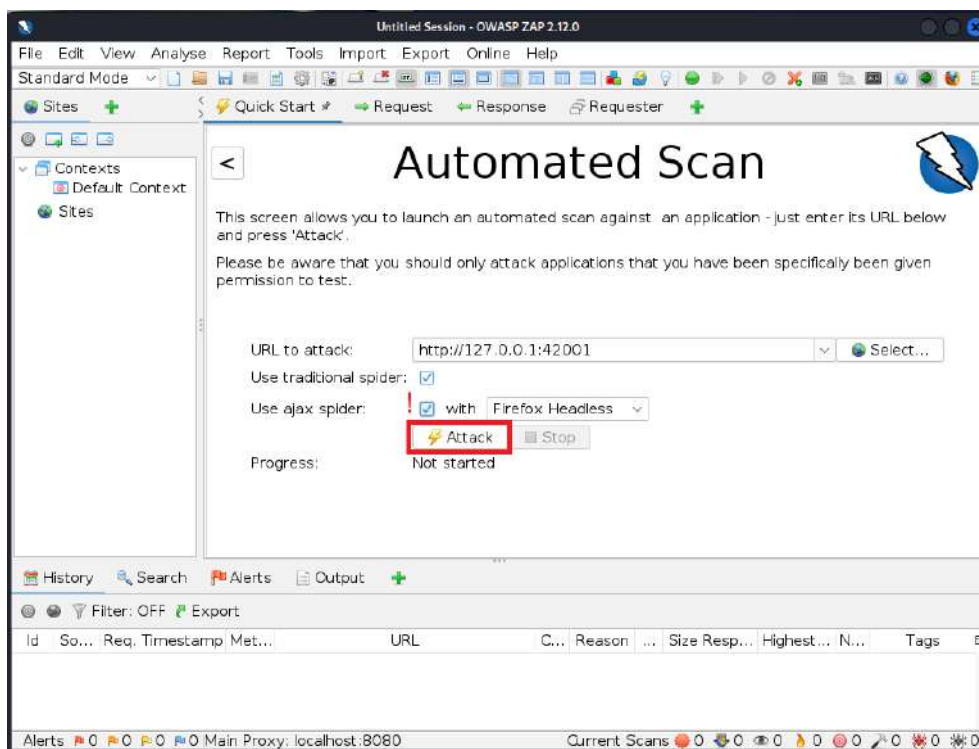 Untitled Session - OWASP ZAP 2.12.0
File Edit View Analyse Report Tools Import Export Online Help
Standard Mode
Sites
Quick Start
Request
Response
Requester
Contexts
Default Context
Sites
<
Automated Scan
This screen allows you to launch an automated scan against an application - just enter its URL below
and press 'Attack'.
Please be aware that you should only attack applications that you have been specifically been given
permission to test.
URL to attack: http://127.0.0.1:42001 Select...
Use traditional spider:
Use ajax spider: ! with Firefox Headless
Attack Stop
Progress: Not started
History Search Alerts Output
Filter: OFF Export
Id So... Req. Timestamp Met... URL C... Reason ... Size Resp... Highest... N... Tags
Alerts 0 0 0 0 Main Proxy: localhost:8080 Current Scans 0 0 0 0 0 0 0